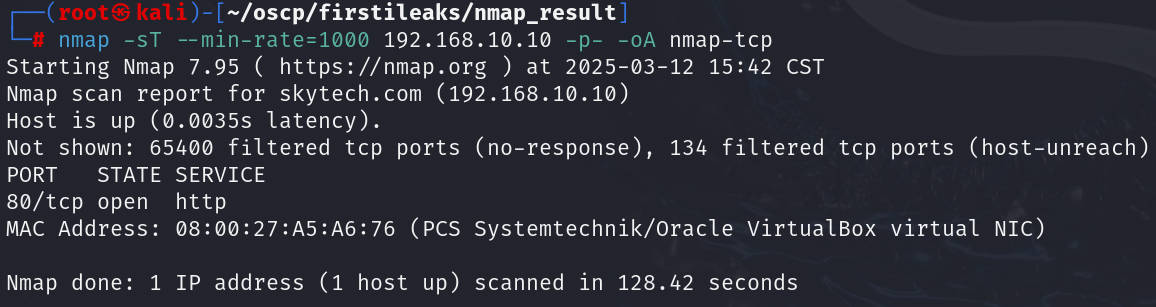 ┌──(root㉿kali)-[~/oscp/firstileaks/nmap_result]
└─# nmap -sT --min-rate=1000 192.168.10.10 -p- -oA nmap-tcp
Starting Nmap 7.95 ( https://nmap.org ) at 2025-03-12 15:42 CST
Nmap scan report for skytech.com (192.168.10.10)
Host is up (0.0035s latency).
Not shown: 65400 filtered tcp ports (no-response), 134 filtered tcp ports (host-unreach)
PORT   STATE SERVICE
80/tcp open  http
MAC Address: 08:00:27:A5:A6:76 (PCS Systemtechnik/Oracle VirtualBox virtual NIC)
Nmap done: 1 IP address (1 host up) scanned in 128.42 seconds